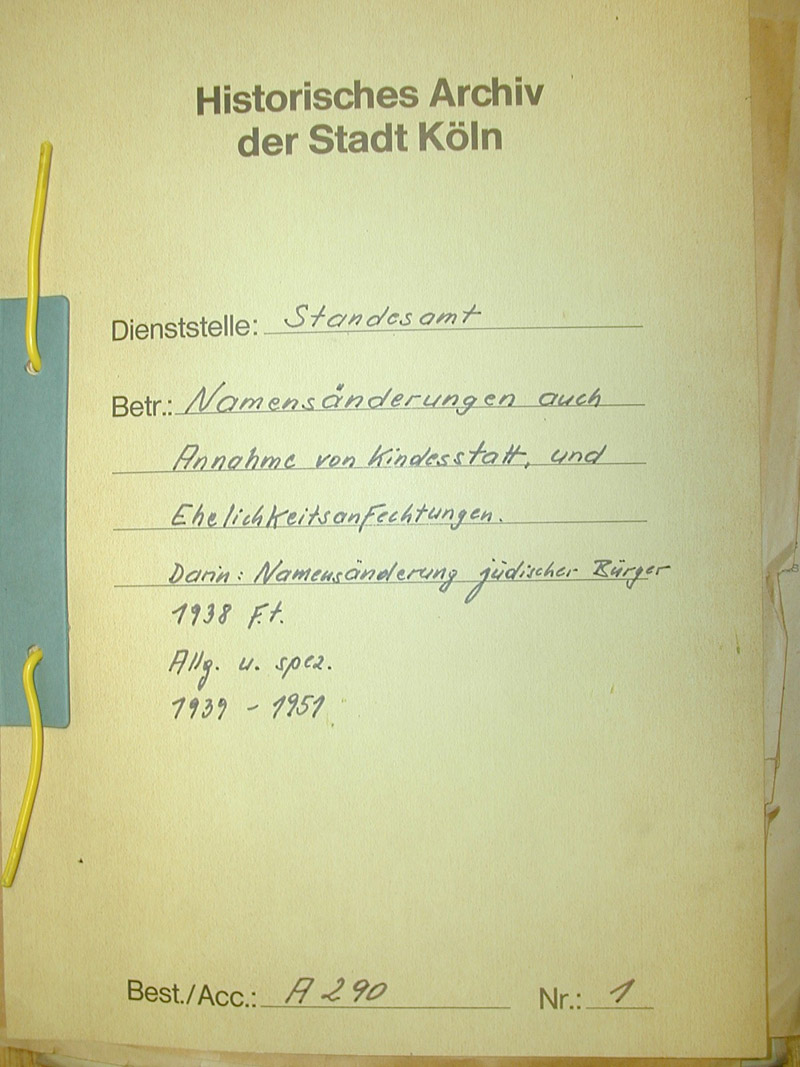 Historisches Archiv
der Stadt Köln
Dienststelle: Standesamt
Betr.: Namensänderungen auch
Annahme von Kindesstatt, und
Ehelichkeitsanfechtungen.
Darin: Namensänderung jüdischer Bürger
1938 F.f.
Allg. u. spez.
1939 - 1951
Best./Acc.: A 290 Nr.: 1